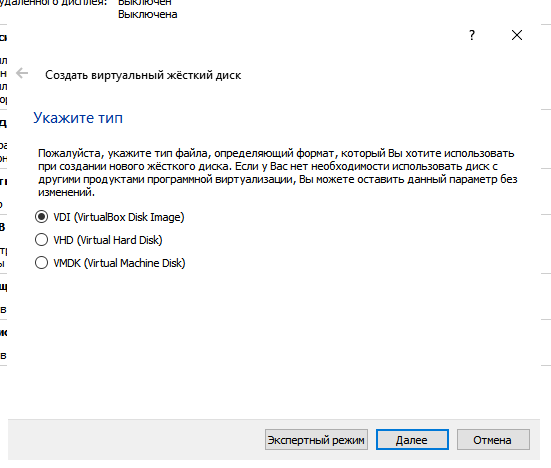 удаленного дисплея: Выключен
Выключена
?
Создать виртуальный жёсткий диск
Укажите тип
Пожалуйста, укажите тип файла, определяющий формат, который Вы хотите использовать
при создании нового жёсткого диска. Если у Вас нет необходимости использовать диск с
другими продуктами программной виртуализации, Вы можете оставить данный параметр без
изменений.
VDI (VirtualBox Disk Image)
VHD (Virtual Hard Disk)
VMDK (Virtual Machine Disk)
Экспертный режим Далее Отмена